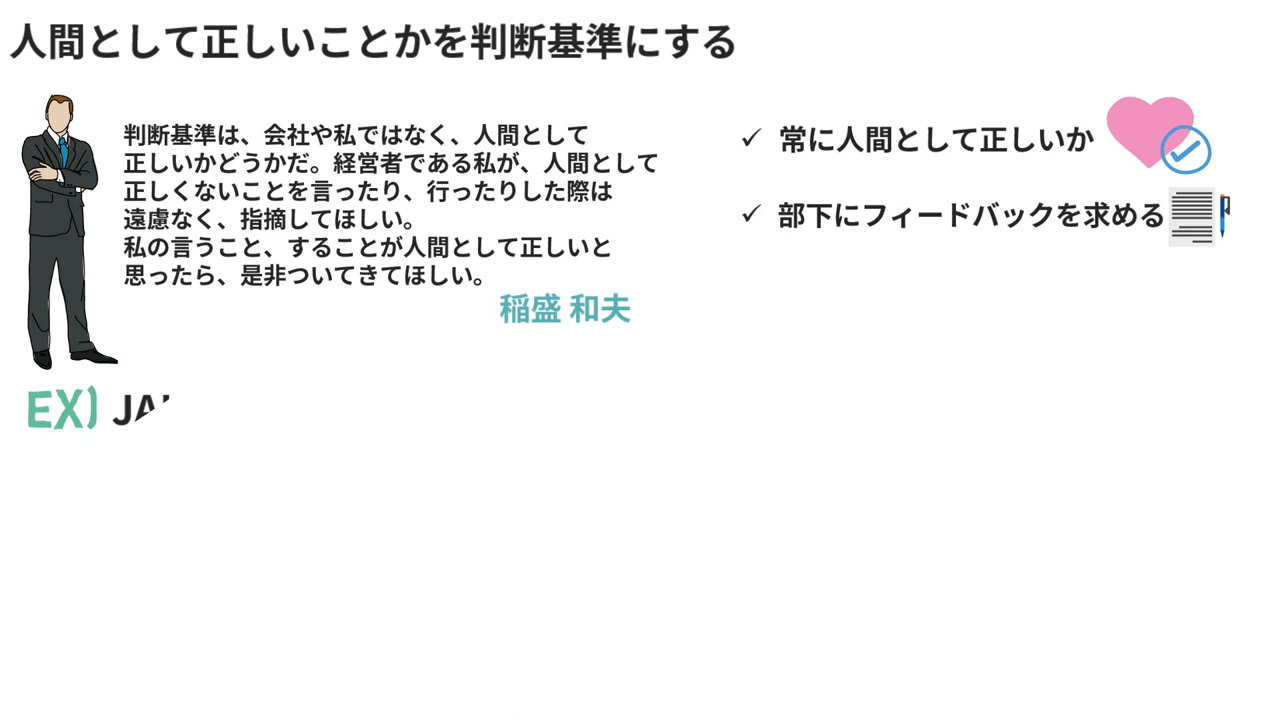 人間として正しいことかを判断基準にする
判断基準は、会社や私ではなく、人間として
正しいかどうかだ。経営者である私が、人間として
正しくないことを言ったり、行ったりした際は
遠慮なく、指摘してほしい。
私の言うこと、することが人間として正しいと
思ったら、是非ついてきてほしい。
稲盛 和夫
✓ 常に人間として正しいか
✓ 部下にフィードバックを求める
EX)